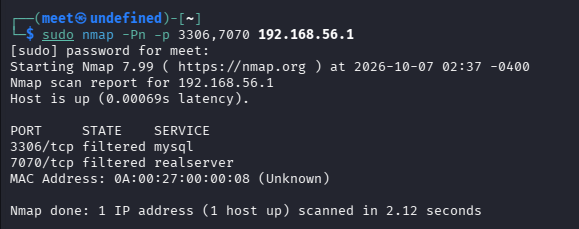 ┌──(meet㉿undefined)-[~]
└─$ sudo nmap -Pn -p 3306,7070 192.168.56.1
[sudo] password for meet:
Starting Nmap 7.99 ( https://nmap.org ) at 2026-10-07 02:37 -0400
Nmap scan report for 192.168.56.1
Host is up (0.00069s latency).

PORT     STATE    SERVICE
3306/tcp filtered mysql
7070/tcp filtered realserver
MAC Address: 0A:00:27:00:00:08 (Unknown)

Nmap done: 1 IP address (1 host up) scanned in 2.12 seconds